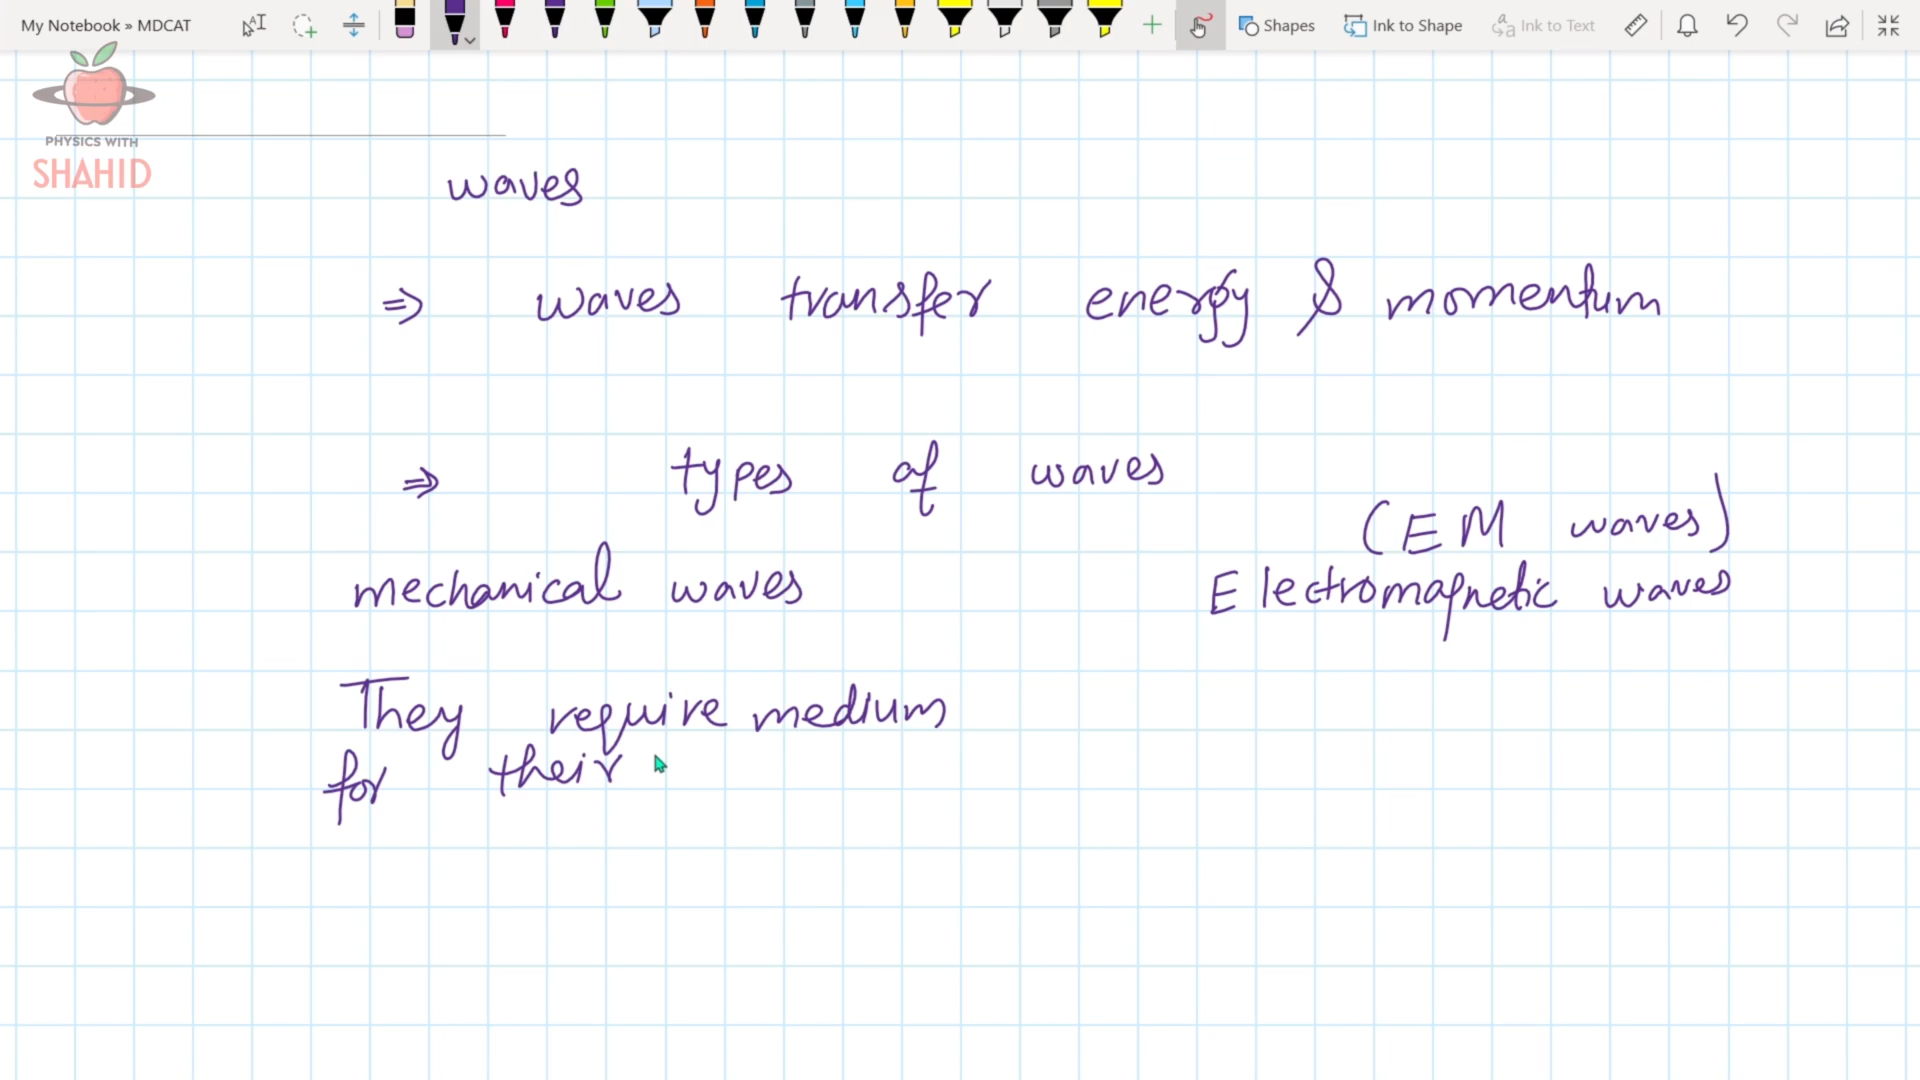 My Notebook » MDCAT
Shapes
Ink to Shape
Ink to Text
PHYSICS WITH
SHAHID
waves
⇒ waves transfer energy & momentum
⇒ types of waves
(EM waves)
mechanical waves
Electromagnetic waves
They require medium
for their